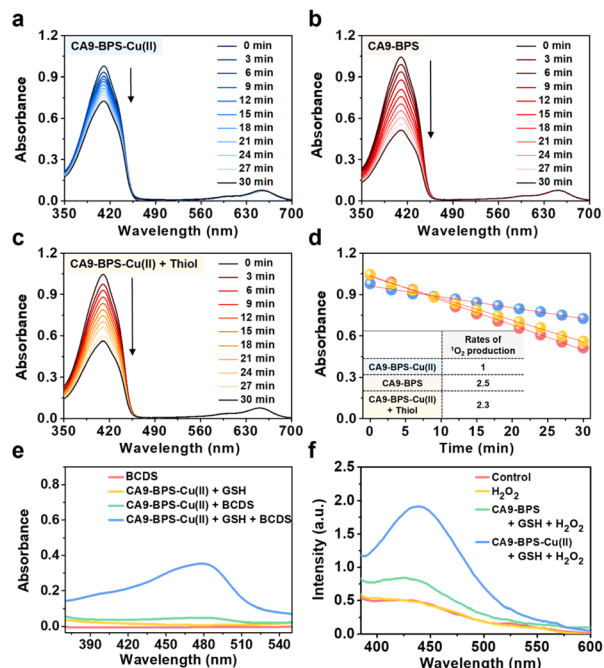 a
CA9-BPS-Cu(II)
0 min
3 min
6 min
9 min
12 min
15 min
18 min
21 min
24 min
27 min
30 min
Absorbance
1.2
0.9
0.6
0.3
0.0
350 420 490 560 630 700
Wavelength (nm)
b
CA9-BPS
0 min
3 min
6 min
9 min
12 min
15 min
18 min
21 min
24 min
27 min
30 min
Absorbance
1.2
0.9
0.6
0.3
0.0
350 420 490 560 630 700
Wavelength (nm)
c
CA9-BPS-Cu(II) + Thiol
0 min
3 min
6 min
9 min
12 min
15 min
18 min
21 min
24 min
27 min
30 min
Absorbance
1.2
0.9
0.6
0.3
0.0
350 420 490 560 630 700
Wavelength (nm)
d
Absorbance
1.2
1.0
0.7
0.5
0.2
0.0
Rates of
¹O₂ production
CA9-BPS-Cu(II) 1
CA9-BPS 2.5
CA9-BPS-Cu(II)
+ Thiol 2.3
0 5 10 15 20 25 30
Time (min)
e
BCDS
CA9-BPS-Cu(II) + GSH
CA9-BPS-Cu(II) + BCDS
CA9-BPS-Cu(II) + GSH + BCDS
Absorbance
0.8
0.6
0.4
0.2
0.0
390 420 450 480 510 540
Wavelength (nm)
f
Control
H₂O₂
CA9-BPS
+ GSH + H₂O₂
CA9-BPS-Cu(II)
+ GSH + H₂O₂
Intensity (a.u.)
2.5
2.0
1.5
1.0
0.5
0.0
400 450 500 550 600
Wavelength (nm)